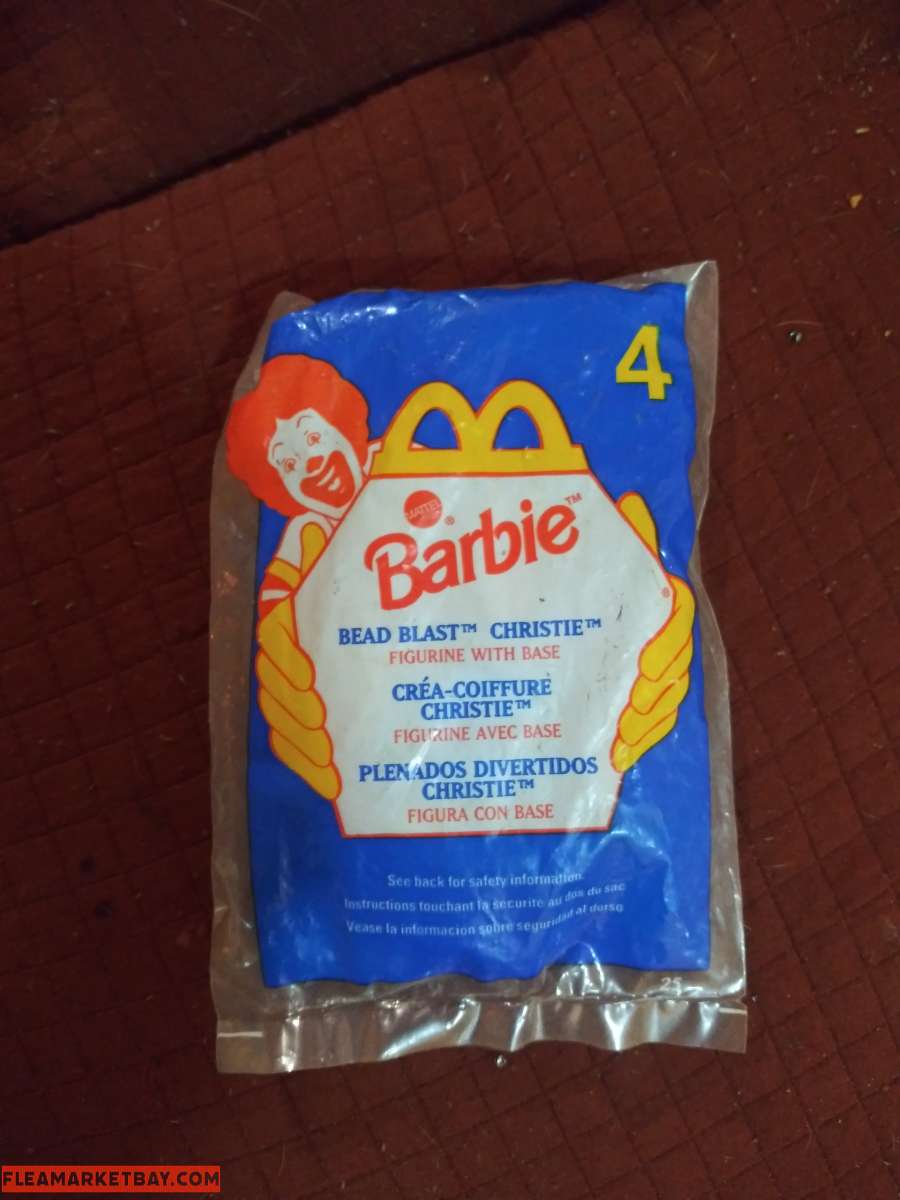 4
MATTEL ®
Barbie™
BEAD BLAST™ CHRISTIE™
FIGURINE WITH BASE
CRÉA-COIFFURE
CHRISTIE™
FIGURINE AVEC BASE
PLENADOS DIVERTIDOS
CHRISTIE™
FIGURA CON BASE
®
See back for safety information.
Instructions touchant la securite au dos du sac
Vease la informacion sobre seguridad al dorso
25
FLEAMARKETBAY.COM